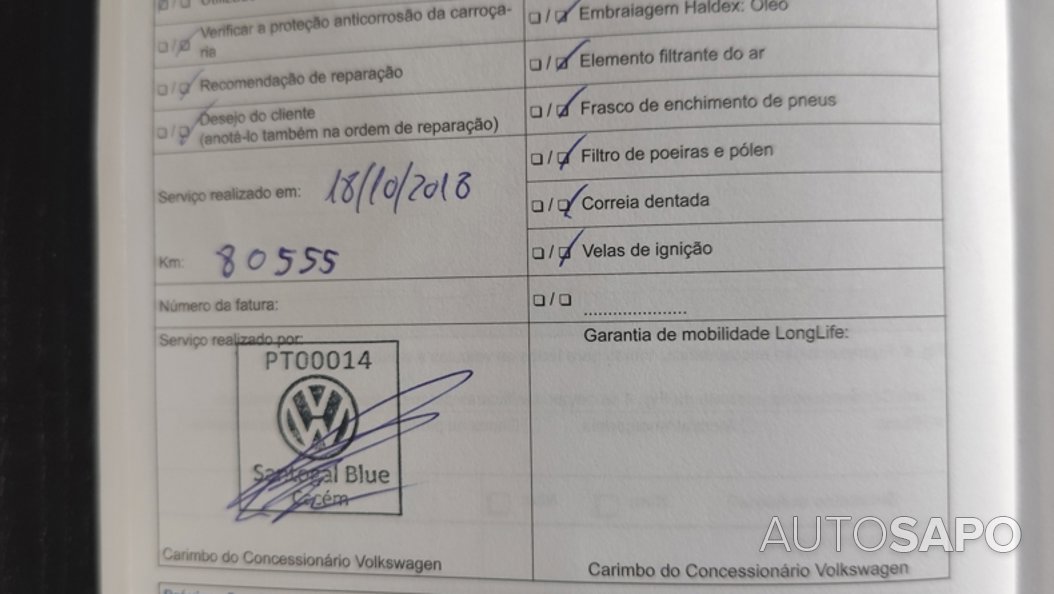 Verificar a proteção anticorrosão da carroça-
ria
Recomendação de reparação
Desejo do cliente
(anotá-lo também na ordem de reparação)
Serviço realizado em: 18/10/2018
Km: 80555
Número da fatura:
Serviço realizado por:
PT00014
Santogal Blue
Cacém
Carimbo do Concessionário Volkswagen
Embraiagem Haldex: Óleo
Elemento filtrante do ar
Frasco de enchimento de pneus
Filtro de poeiras e pólen
Correia dentada
Velas de ignição
Garantia de mobilidade LongLife:
Carimbo do Concessionário Volkswagen
AUTOSAPO